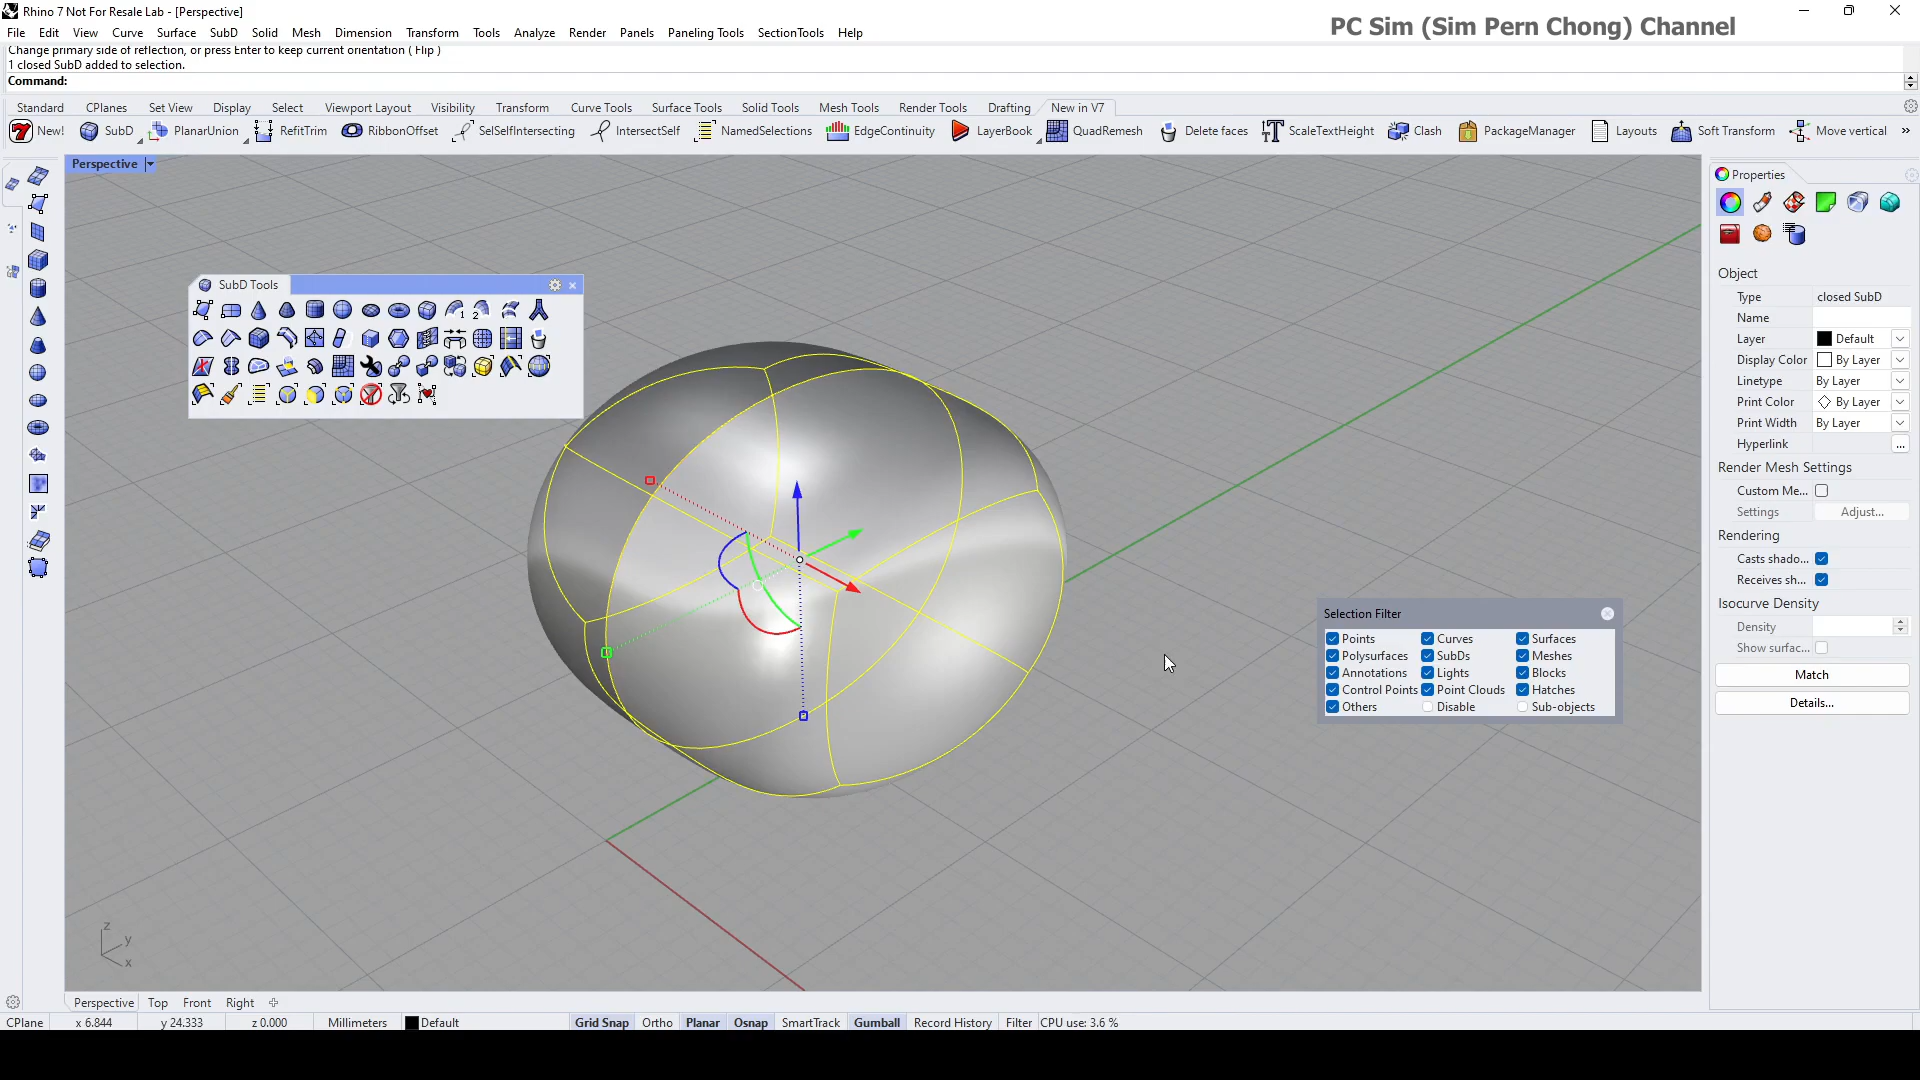 Rhino 7 Not For Resale Lab - [Perspective]
PC Sim (Sim Pern Chong) Channel
File Edit View Curve Surface SubD Solid Mesh Dimension Transform Tools Analyze Render Panels Paneling Tools SectionTools Help
Change primary side of reflection, or press Enter to keep current orientation ( Flip )
1 closed SubD added to selection.
Command:
Standard CPlanes Set View Display Select Viewport Layout Visibility Transform Curve Tools Surface Tools Solid Tools Mesh Tools Render Tools Drafting New in V7
New! SubD PlanarUnion RefitTrim RibbonOffset SelSelfIntersecting IntersectSelf NamedSelections EdgeContinuity LayerBook QuadRemesh Delete faces ScaleTextHeight Clash PackageManager Layouts Soft Transform Move vertical »
Perspective
SubD Tools
1 2
Properties
Object
Type closed SubD
Name
Layer Default
Display Color By Layer
Linetype By Layer
Print Color By Layer
Print Width By Layer
Hyperlink ...
Render Mesh Settings
Custom Me...
Settings Adjust...
Rendering
Casts shado...
Receives sh...
Isocurve Density
Density
Show surfac...
Match
Details...
Selection Filter
Points Curves Surfaces
Polysurfaces SubDs Meshes
Annotations Lights Blocks
Control Points Point Clouds Hatches
Others Disable Sub-objects
z
y
x
Perspective Top Front Right
CPlane x 6.844 y 24.333 z 0.000 Millimeters Default Grid Snap Ortho Planar Osnap SmartTrack Gumball Record History Filter CPU use: 3.6 %